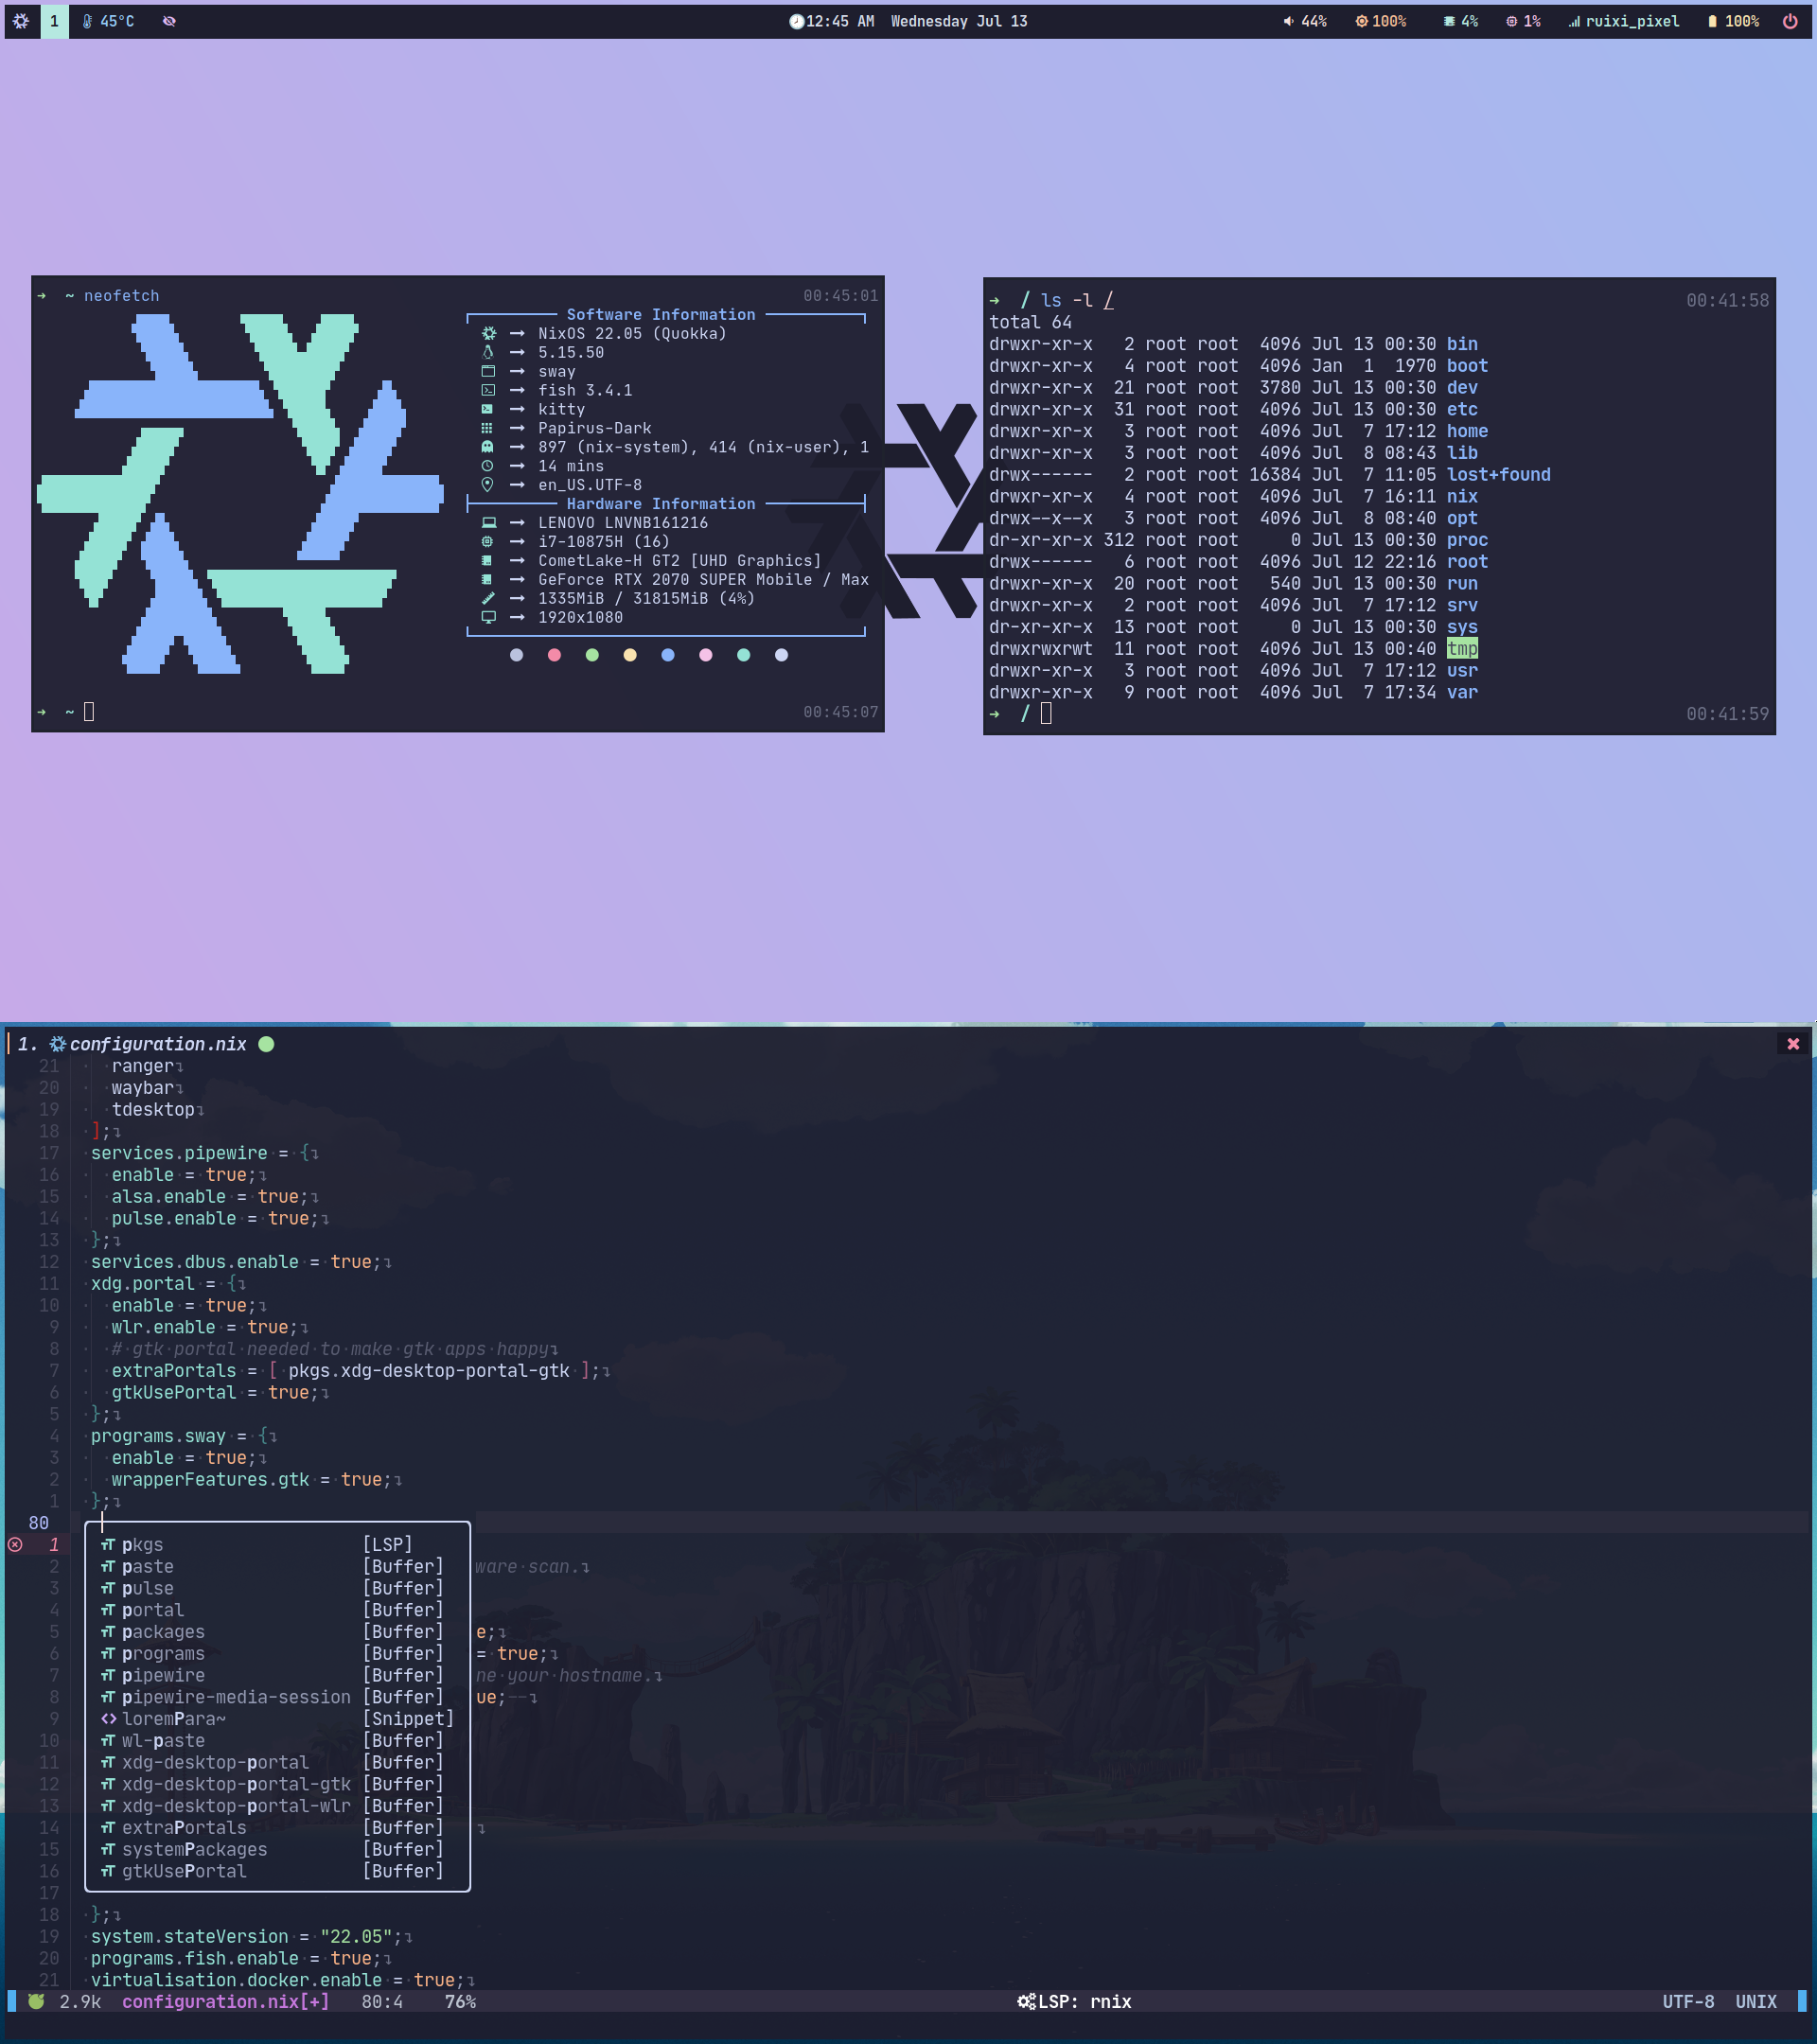 1 45°C 12:45 AM Wednesday Jul 13 44% 100% 4% 1% ruixi_pixel 100%
→ ~ neofetch 00:45:01
Software Information
→ NixOS 22.05 (Quokka)
→ 5.15.50
→ sway
→ fish 3.4.1
→ kitty
→ Papirus-Dark
→ 897 (nix-system), 414 (nix-user), 1
→ 14 mins
→ en_US.UTF-8
Hardware Information
→ LENOVO LNVNB161216
→ i7-10875H (16)
→ CometLake-H GT2 [UHD Graphics]
→ GeForce RTX 2070 SUPER Mobile / Max
→ 1335MiB / 31815MiB (4%)
→ 1920x1080
→ ~ 00:45:07
→ / ls -l / 00:41:58
total 64
drwxr-xr-x 2 root root 4096 Jul 13 00:30 bin
drwxr-xr-x 4 root root 4096 Jan 1 1970 boot
drwxr-xr-x 21 root root 3780 Jul 13 00:30 dev
drwxr-xr-x 31 root root 4096 Jul 13 00:30 etc
drwxr-xr-x 3 root root 4096 Jul 7 17:12 home
drwxr-xr-x 3 root root 4096 Jul 8 08:43 lib
drwx------ 2 root root 16384 Jul 7 11:05 lost+found
drwxr-xr-x 4 root root 4096 Jul 7 16:11 nix
drwx--x--x 3 root root 4096 Jul 8 08:40 opt
dr-xr-xr-x 312 root root 0 Jul 13 00:30 proc
drwx------ 6 root root 4096 Jul 12 22:16 root
drwxr-xr-x 20 root root 540 Jul 13 00:30 run
drwxr-xr-x 2 root root 4096 Jul 7 17:12 srv
dr-xr-xr-x 13 root root 0 Jul 13 00:30 sys
drwxrwxrwt 11 root root 4096 Jul 13 00:40 tmp
drwxr-xr-x 3 root root 4096 Jul 7 17:12 usr
drwxr-xr-x 9 root root 4096 Jul 7 17:34 var
→ / 00:41:59
1. configuration.nix
21 ranger
20 waybar
19 tdesktop
18 ];
17 services.pipewire = {
16 enable = true;
15 alsa.enable = true;
14 pulse.enable = true;
13 };
12 services.dbus.enable = true;
11 xdg.portal = {
10 enable = true;
9 wlr.enable = true;
8 # gtk portal needed to make gtk apps happy
7 extraPortals = [ pkgs.xdg-desktop-portal-gtk ];
6 gtkUsePortal = true;
5 };
4 programs.sway = {
3 enable = true;
2 wrapperFeatures.gtk = true;
1 };
80
1 pkgs [LSP]
2 paste [Buffer] ware scan.
3 pulse [Buffer]
4 portal [Buffer]
5 packages [Buffer] e;
6 programs [Buffer] = true;
7 pipewire [Buffer] ne your hostname.
8 pipewire-media-session [Buffer] ue;--
9 loremPara~ [Snippet]
10 wl-paste [Buffer]
11 xdg-desktop-portal [Buffer]
12 xdg-desktop-portal-gtk [Buffer]
13 xdg-desktop-portal-wlr [Buffer]
14 extraPortals [Buffer]
15 systemPackages [Buffer]
16 gtkUsePortal [Buffer]
17
18 };
19 system.stateVersion = "22.05";
20 programs.fish.enable = true;
21 virtualisation.docker.enable = true;
2.9k configuration.nix[+] 80:4 76% LSP: rnix UTF-8 UNIX